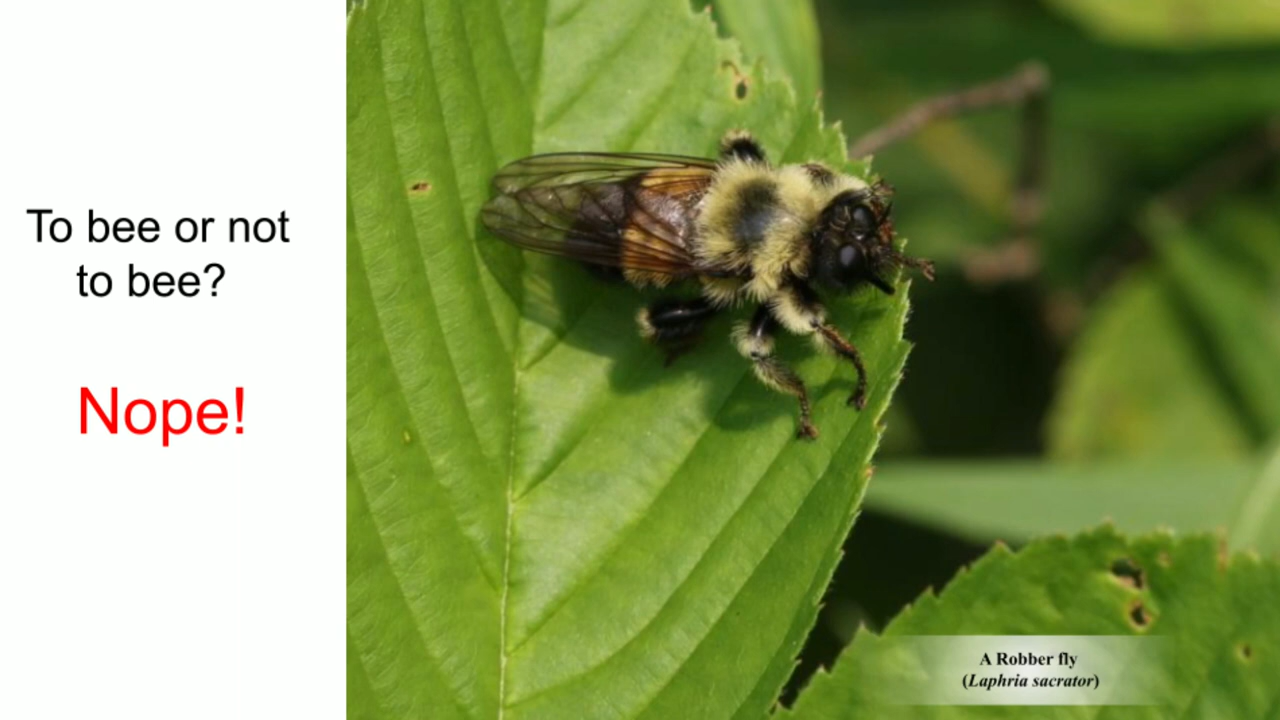 To bee or not
to bee?
Nope!
A Robber fly
(Laphria sacrator)